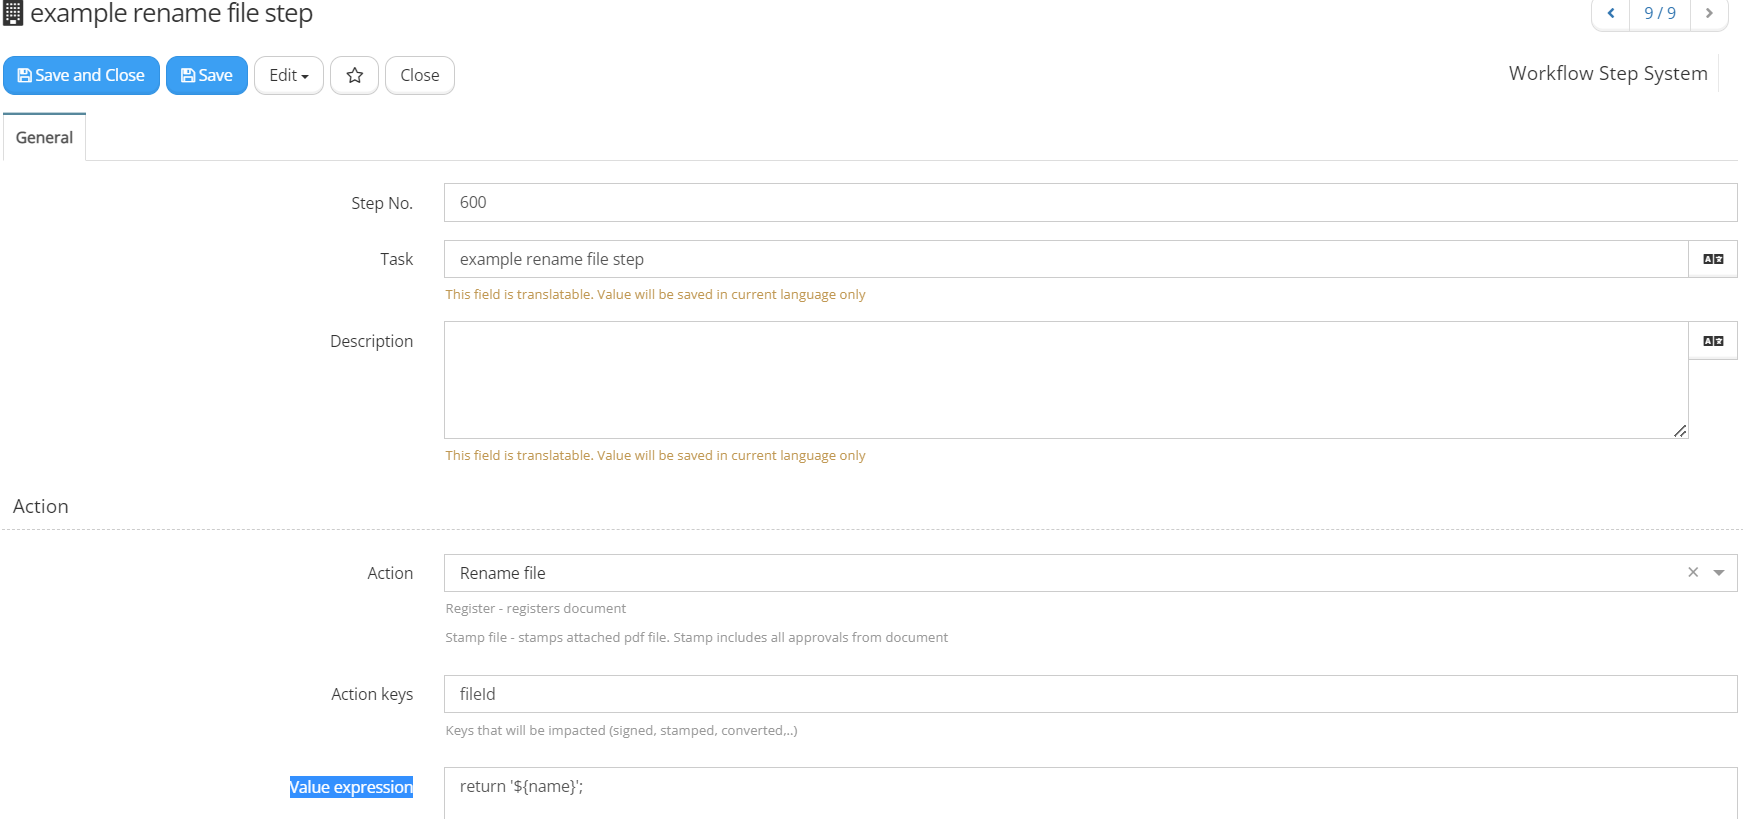 example rename file step
9 / 9
Save and Close
Save
Edit
Close
Workflow Step System
General
Step No.
600
Task
example rename file step
This field is translatable. Value will be saved in current language only
Description
This field is translatable. Value will be saved in current language only
Action
Action
Rename file
Register - registers document
Stamp file - stamps attached pdf file. Stamp includes all approvals from document
Action keys
fileId
Keys that will be impacted (signed, stamped, converted,..)
Value expression
return '${name}';